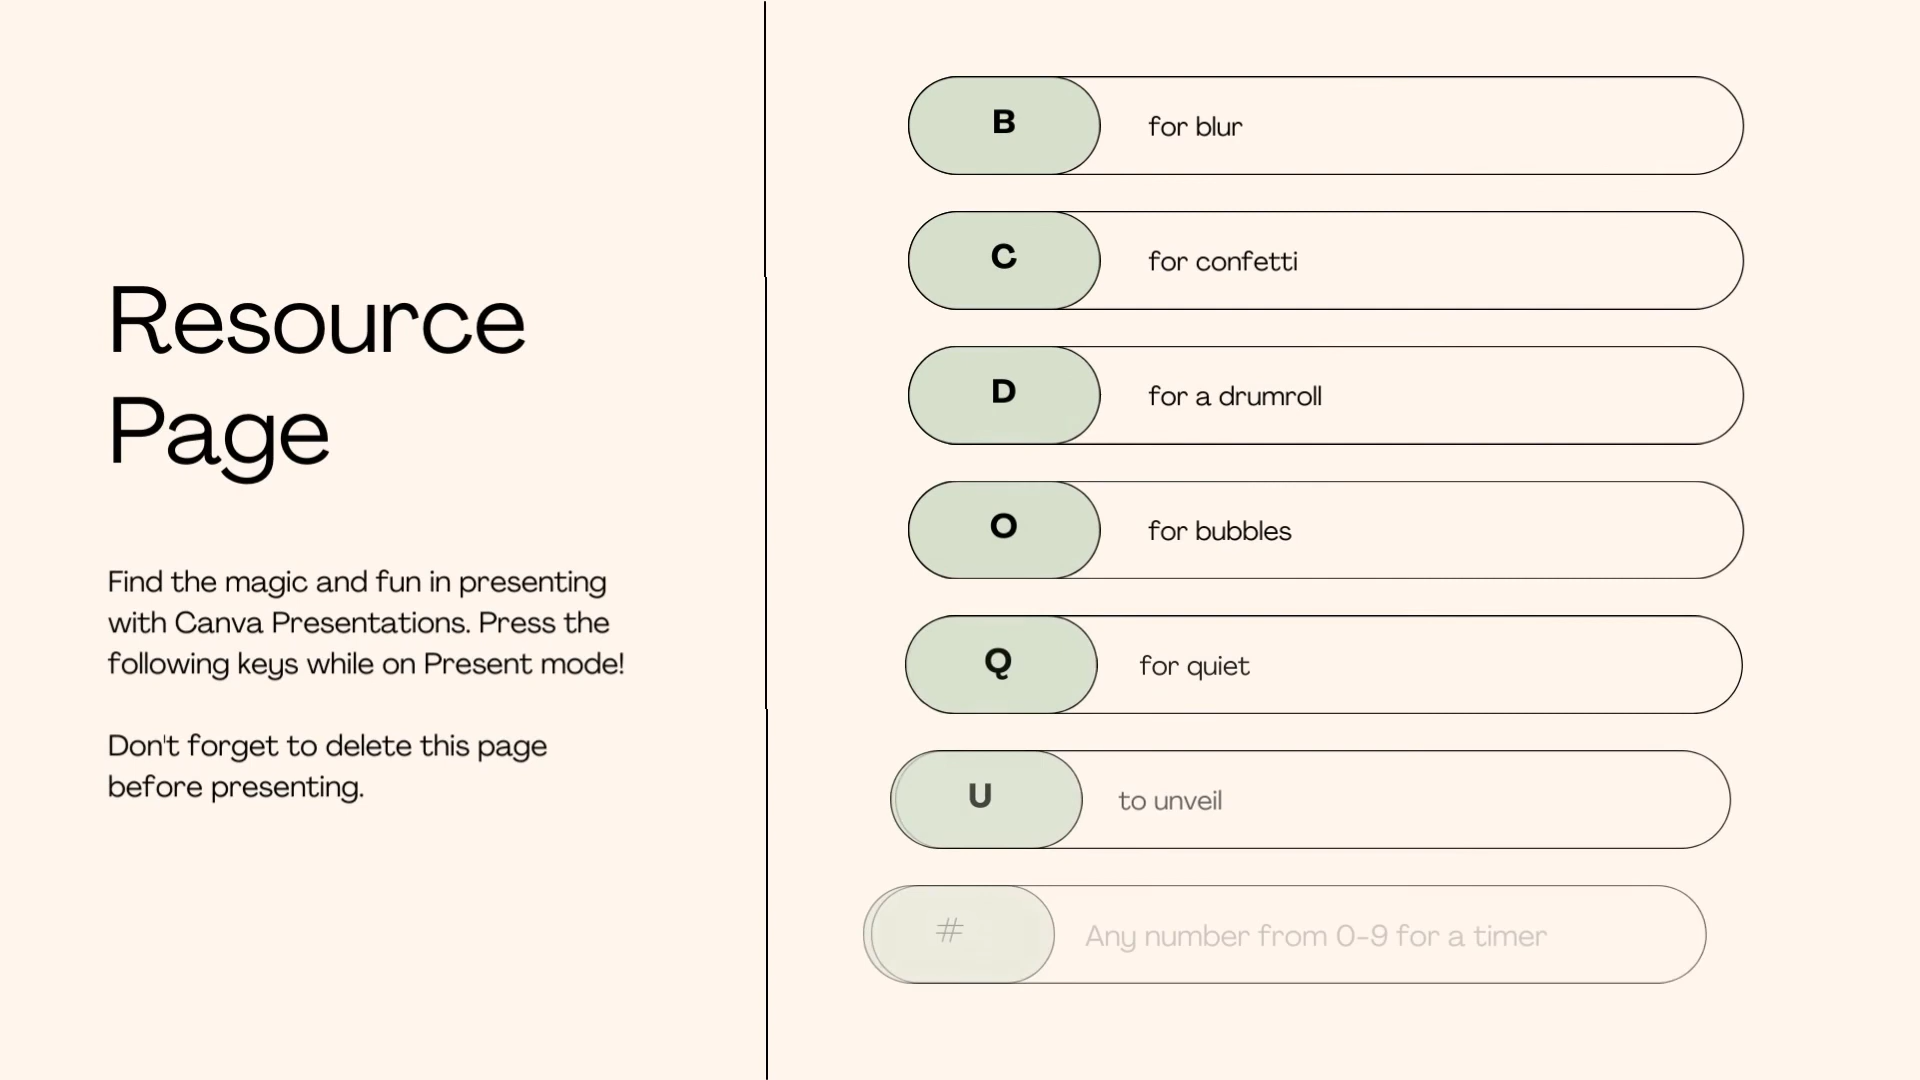 Resource
Page
Find the magic and fun in presenting
with Canva Presentations. Press the
following keys while on Present mode!
Don't forget to delete this page
before presenting.
B for blur
C for confetti
D for a drumroll
O for bubbles
Q for quiet
U to unveil
# Any number from 0-9 for a timer